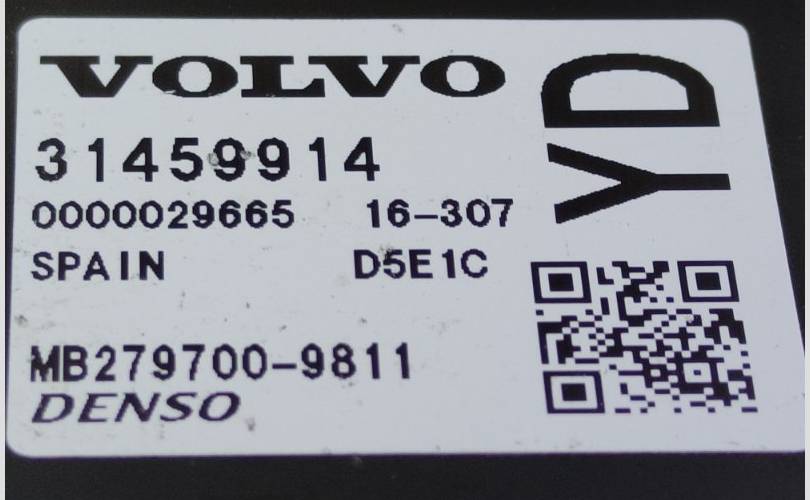 VOLVO
31459914
0000029665 16-307
SPAIN D5E1C
MB279700-9811
DENSO
YD